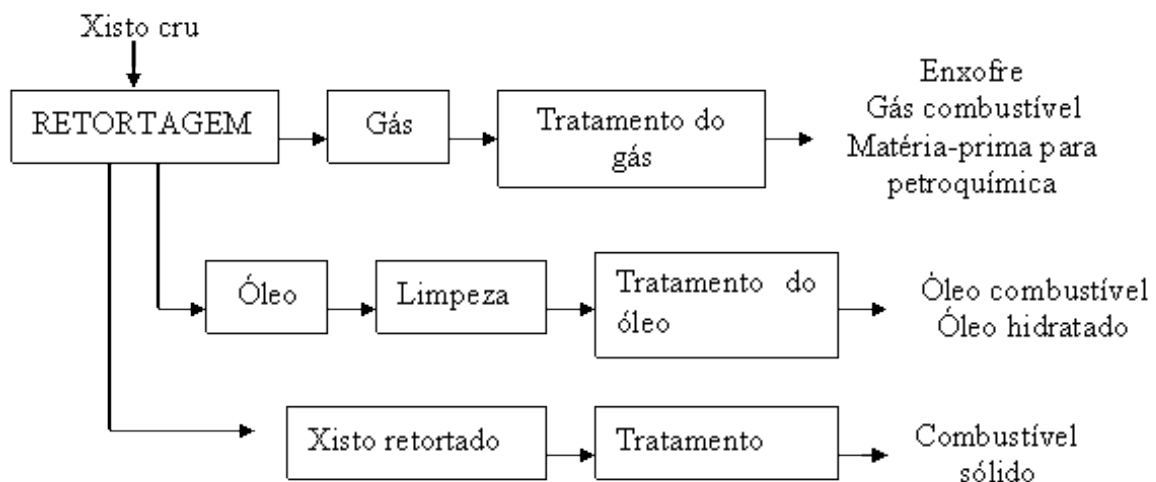 Xisto cru
RETORTAGEM
Gás
Tratamento do
gás
Enxofre
Gás combustível
Matéria-prima para
petroquímica
Óleo
Limpeza
Tratamento do
óleo
Óleo combustível
Óleo hidratado
Xisto retortado
Tratamento
Combustível
sólido